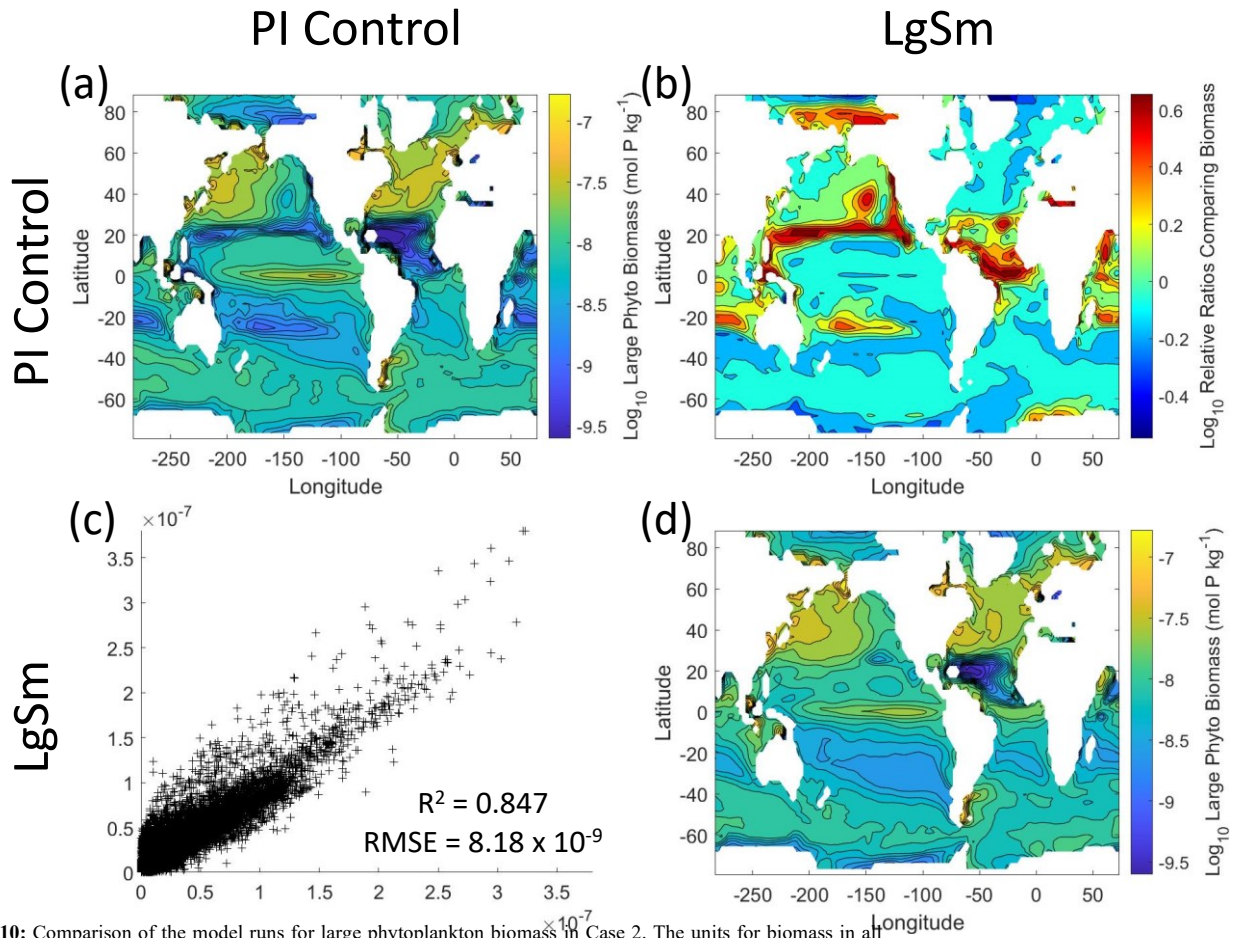 PI Control
LgSm
PI Control
(a)
80
60
40
20
0
-20
-40
-60
Latitude
-250 -200 -150 -100 -50 0 50
Longitude
-7
-7.5
-8
-8.5
-9
-9.5
Log10 Large Phyto Biomass (mol P kg-1)
(b)
80
60
40
20
0
-20
-40
-60
-250 -200 -150 -100 -50 0 50
Longitude
0.6
0.4
0.2
0
-0.2
-0.4
Log10 Relative Ratios Comparing Biomass
LgSm
(c)
×10-7
3.5
3
2.5
2
1.5
1
0.5
0
R2 = 0.847
RMSE = 8.18 x 10-9
0 0.5 1 1.5 2 2.5 3 3.5
×10-7
(d)
80
60
40
20
0
-20
-40
-60
Latitude
-250 -200 -150 -100 -50 0 50
Longitude
-7
-7.5
-8
-8.5
-9
-9.5
Log10 Large Phyto Biomass (mol P kg-1)
10: Comparison of the model runs for large phytoplankton biomass in Case 2. The units for biomass in all